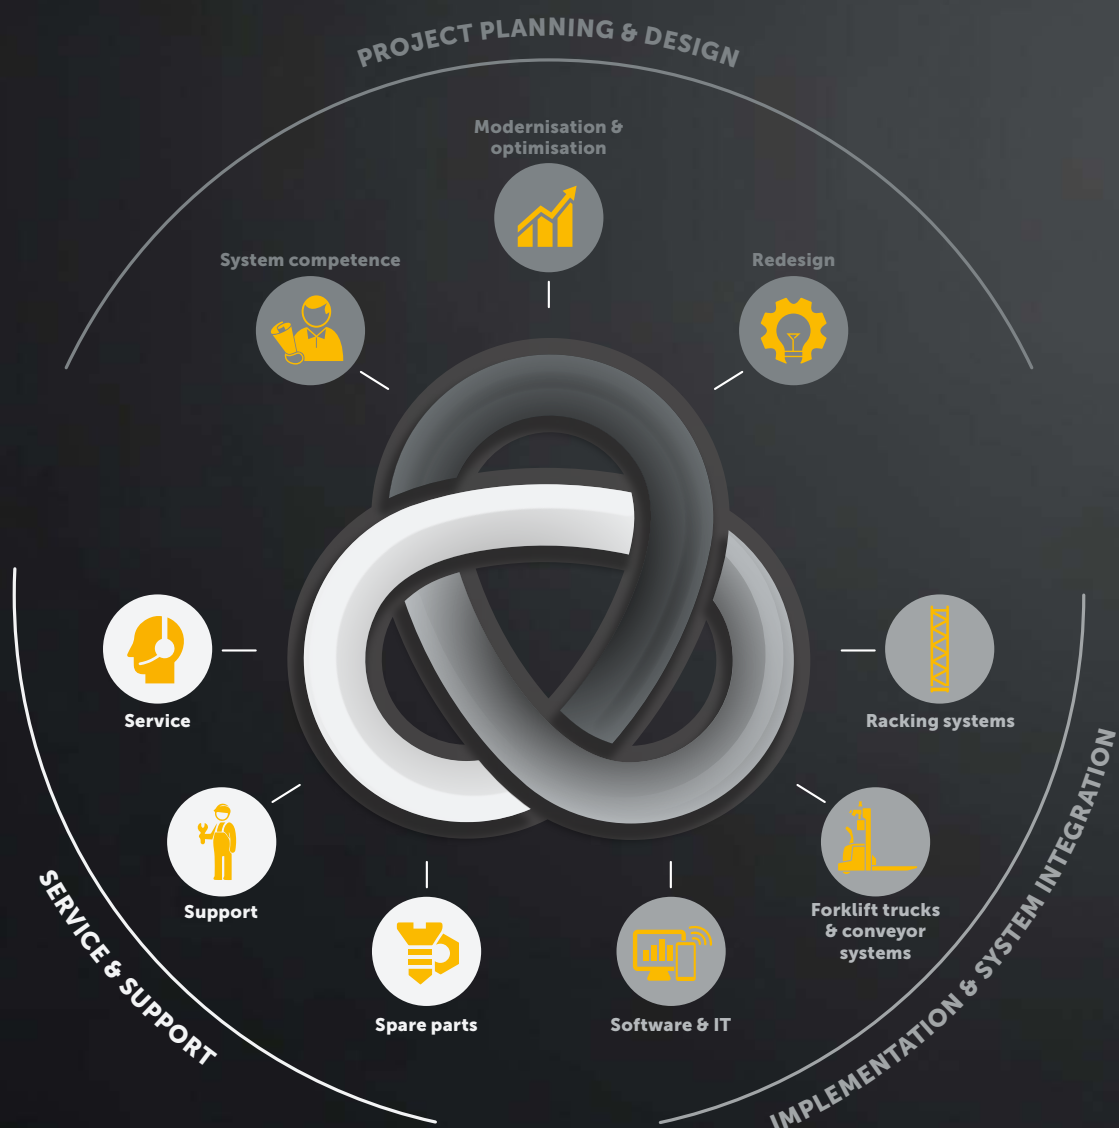 PROJECT PLANNING & DESIGN
Modernisation &
optimisation
System competence
Redesign
Service
Racking systems
Support
Forklift trucks
& conveyor
systems
Spare parts
Software & IT
SERVICE & SUPPORT
IMPLEMENTATION & SYSTEM INTEGRATION